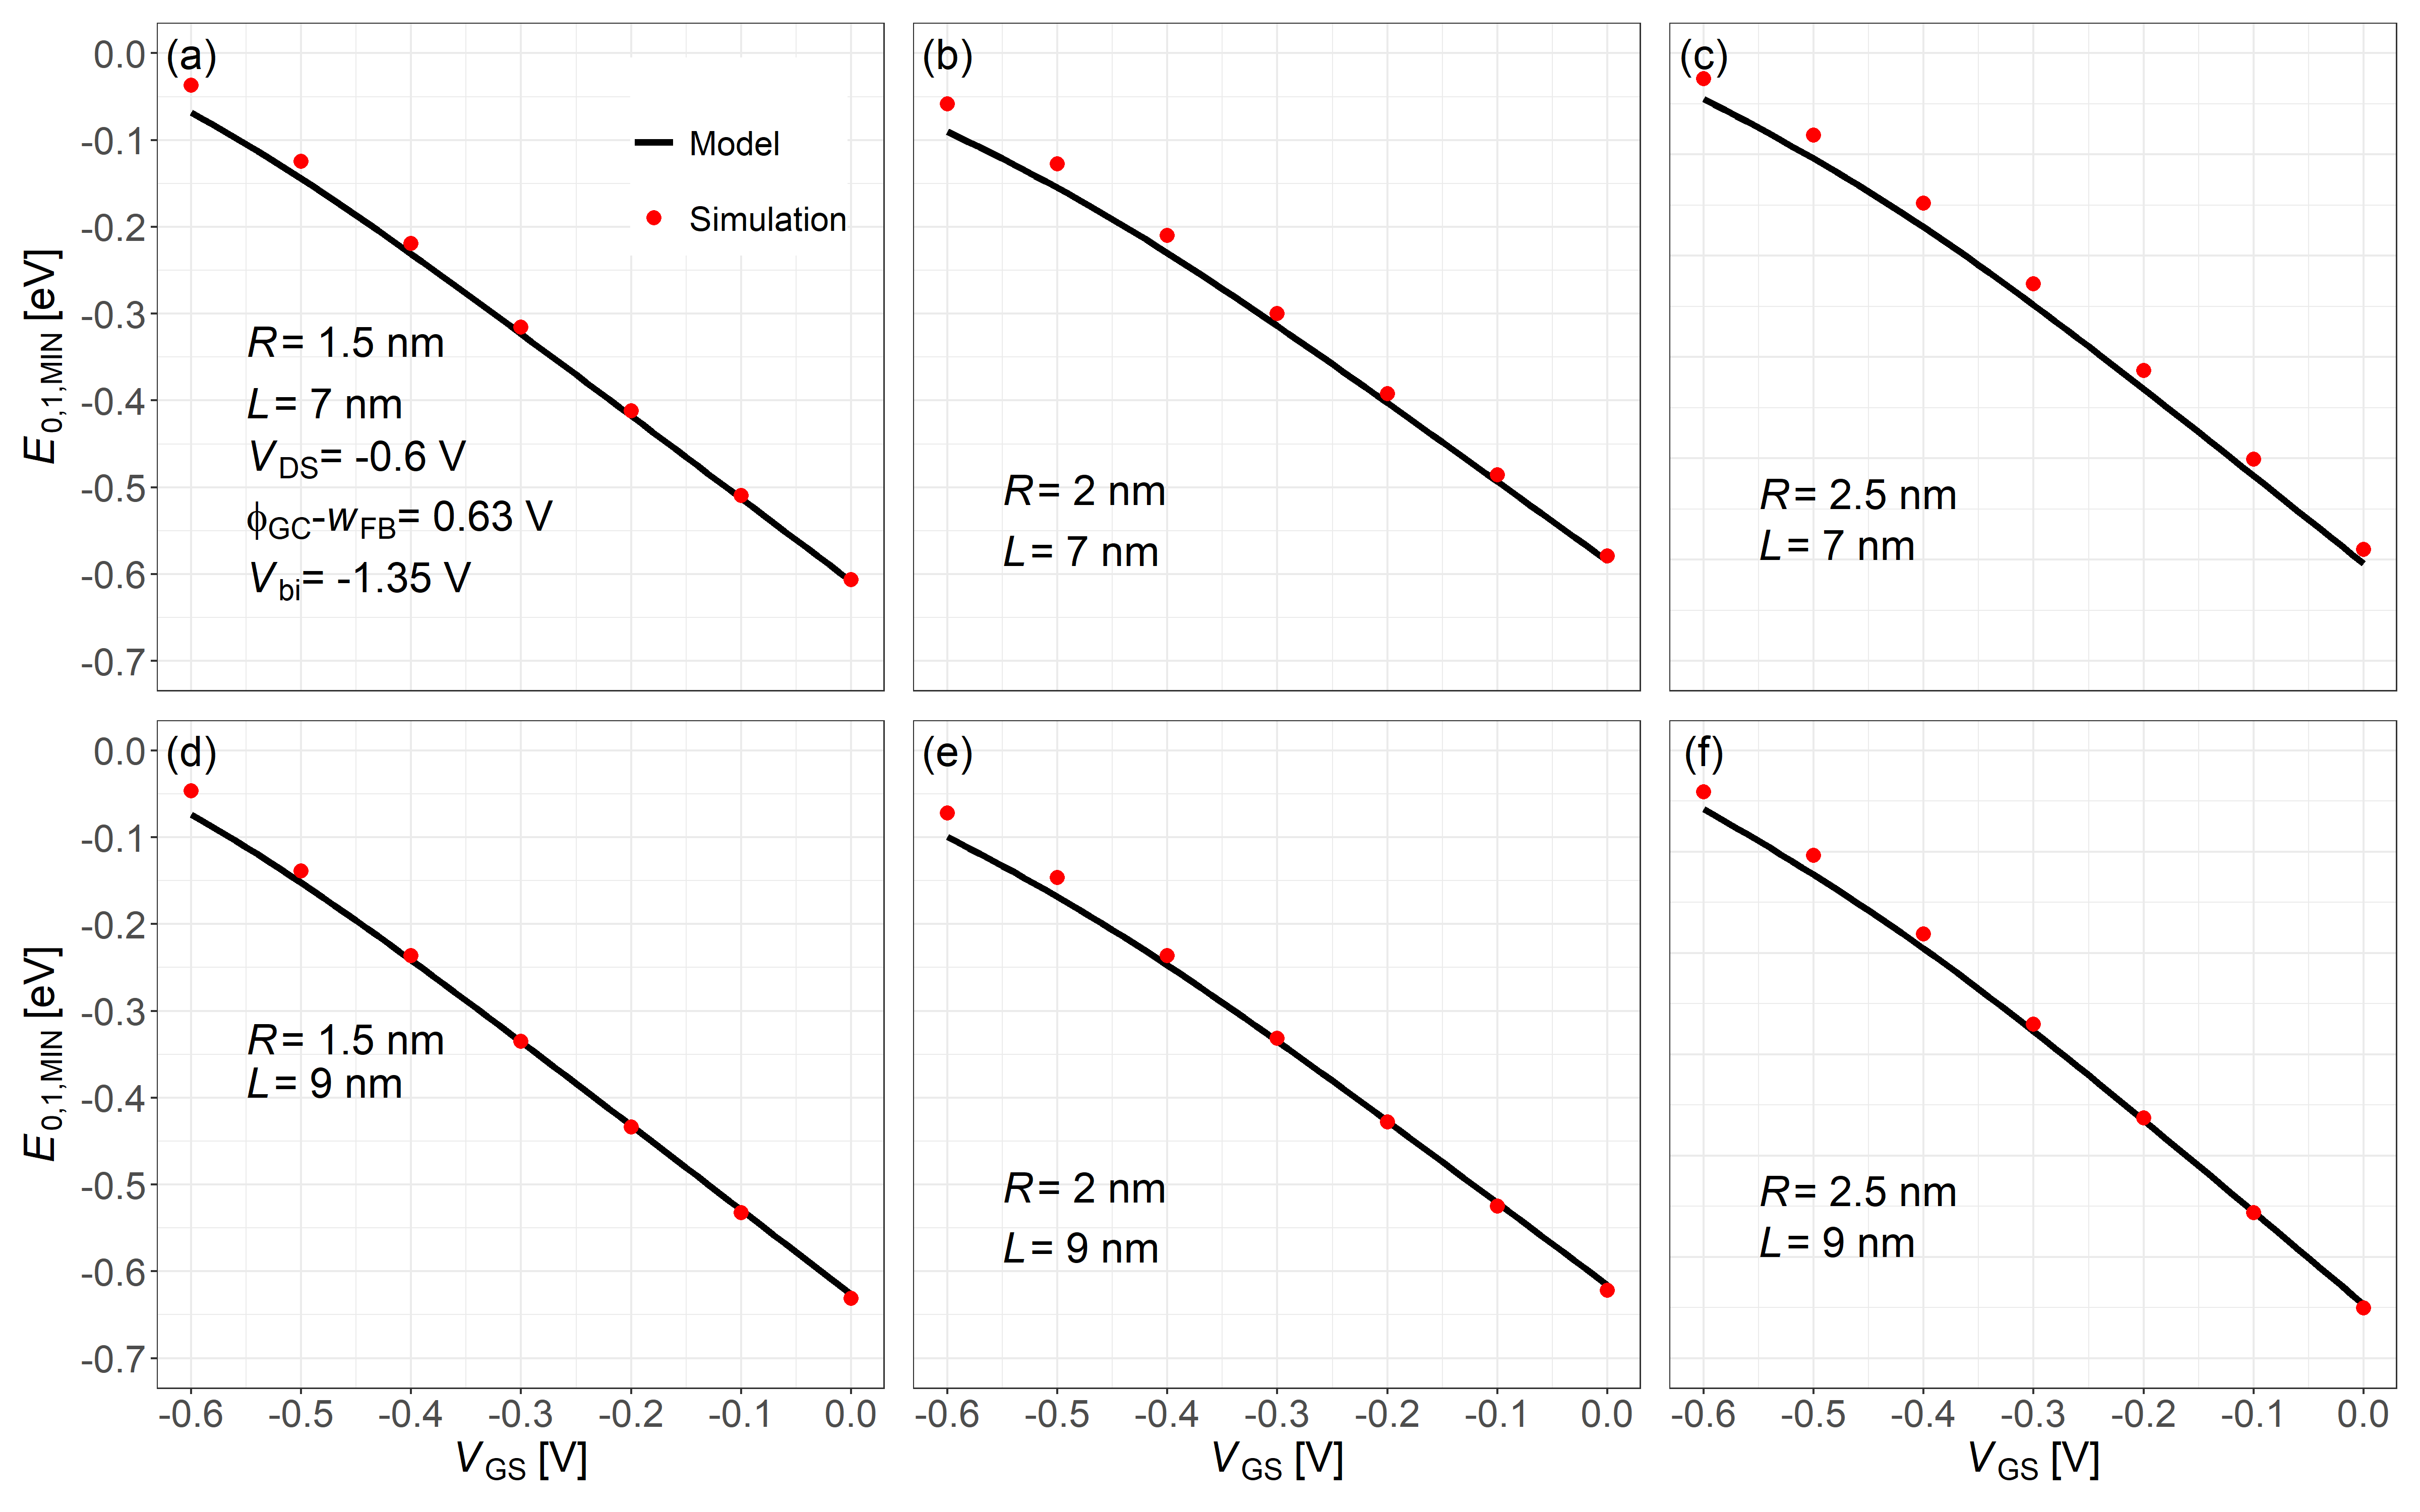 (a)
Model
Simulation
R= 1.5 nm
L= 7 nm
VDS= -0.6 V
ϕGC-wFB= 0.63 V
Vbi= -1.35 V
0.0
-0.1
-0.2
-0.3
-0.4
-0.5
-0.6
-0.7
E0,1,MIN [eV]
(b)
R= 2 nm
L= 7 nm
(c)
R= 2.5 nm
L= 7 nm
(d)
R= 1.5 nm
L= 9 nm
0.0
-0.1
-0.2
-0.3
-0.4
-0.5
-0.6
-0.7
E0,1,MIN [eV]
-0.6 -0.5 -0.4 -0.3 -0.2 -0.1 0.0
VGS [V]
(e)
R= 2 nm
L= 9 nm
-0.6 -0.5 -0.4 -0.3 -0.2 -0.1 0.0
VGS [V]
(f)
R= 2.5 nm
L= 9 nm
-0.6 -0.5 -0.4 -0.3 -0.2 -0.1 0.0
VGS [V]